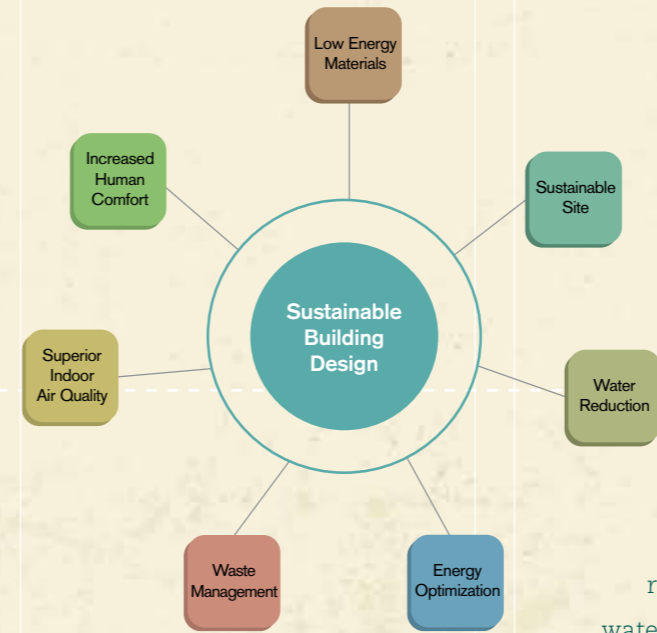 Low Energy
Materials
Increased
Human
Comfort
Sustainable
Site
Sustainable
Building
Design
Superior
Indoor
Air Quality
Water
Reduction
Waste
Management
Energy
Optimization